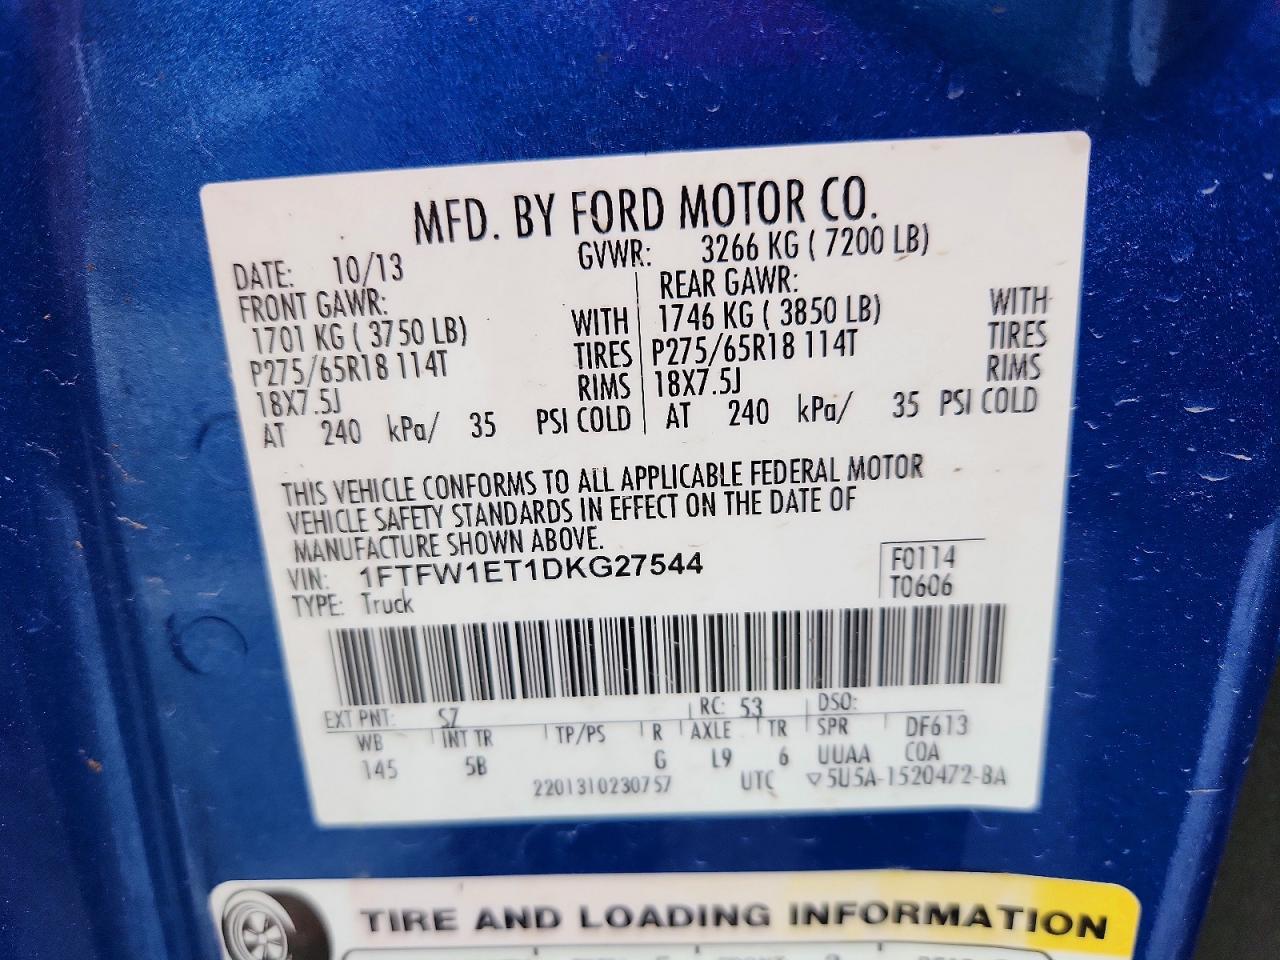 MFD. BY FORD MOTOR CO.
DATE: 10/13 GVWR: 3266 KG ( 7200 LB)
FRONT GAWR: REAR GAWR:
1701 KG ( 3750 LB) WITH 1746 KG ( 3850 LB) WITH
P275/65R18 114T TIRES P275/65R18 114T TIRES
18X7.5J RIMS 18X7.5J RIMS
AT 240 kPa/ 35 PSI COLD AT 240 kPa/ 35 PSI COLD
THIS VEHICLE CONFORMS TO ALL APPLICABLE FEDERAL MOTOR
VEHICLE SAFETY STANDARDS IN EFFECT ON THE DATE OF
MANUFACTURE SHOWN ABOVE.
VIN: 1FTFW1ET1DKG27544 F0114
TYPE: Truck T0606
EXT PNT: SZ RC: 53 DSO:
WB INT TR TP/PS R AXLE TR SPR DF613
145 5B G L9 6 UUAA COA
2201310230757 UTC ▽5U5A-1520472-BA
TIRE AND LOADING INFORMATION